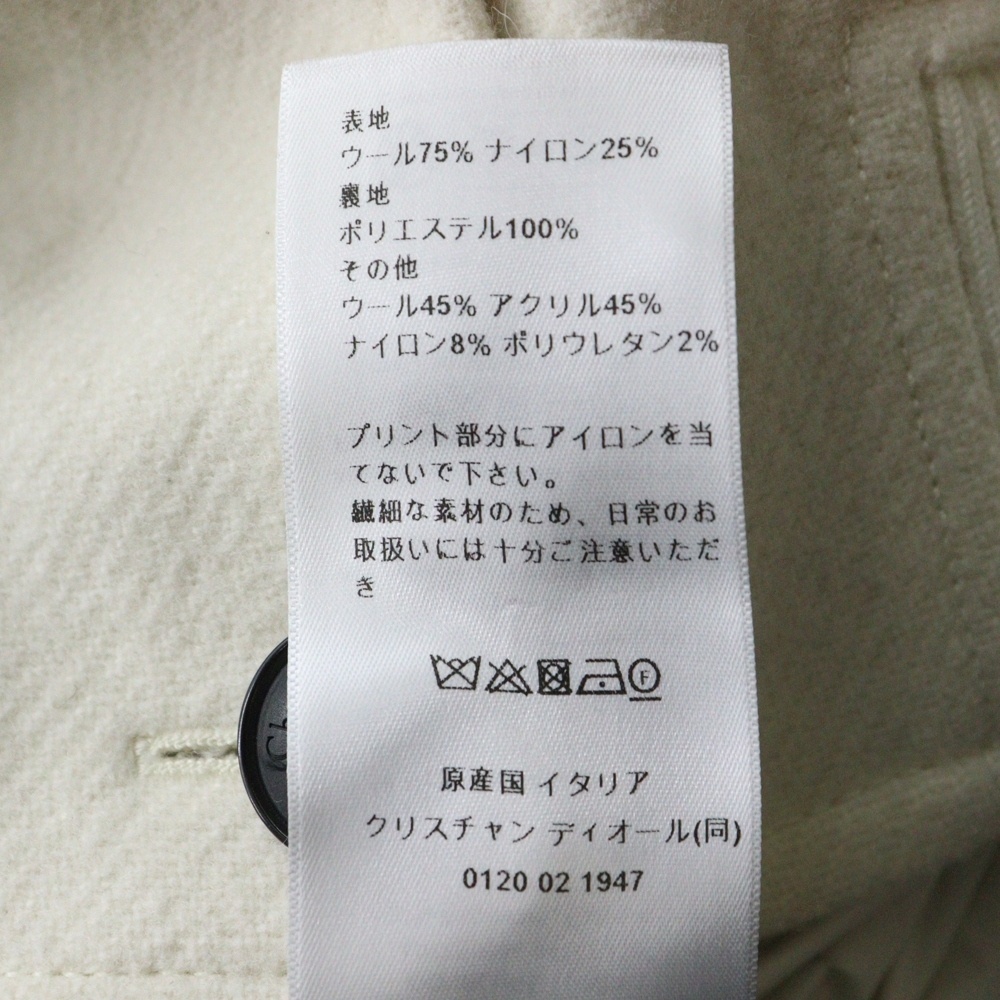 表地
ウール75% ナイロン25%
裏地
ポリエステル100%
その他
ウール45% アクリル45%
ナイロン8% ポリウレタン2%
プリント部分にアイロンを当
てないで下さい。
繊細な素材のため、日常のお
取扱いには十分ご注意いただ
き
F
原産国 イタリア
クリスチャン ディオール(同)
0120 02 1947
Ch